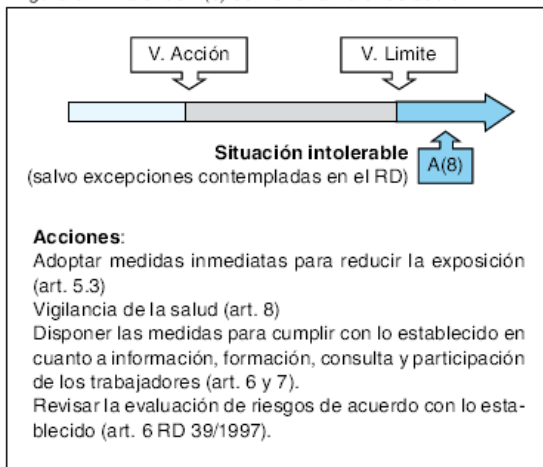 V. Acción
V. Limite
Situación intolerable
(salvo excepciones contempladas en el RD)
A(8)
Acciones:
Adoptar medidas inmediatas para reducir la exposición
(art. 5.3)
Vigilancia de la salud (art. 8)
Disponer las medidas para cumplir con lo establecido en
cuanto a información, formación, consulta y participación
de los trabajadores (art. 6 y 7).
Revisar la evaluación de riesgos de acuerdo con lo esta-
blecido (art. 6 RD 39/1997).